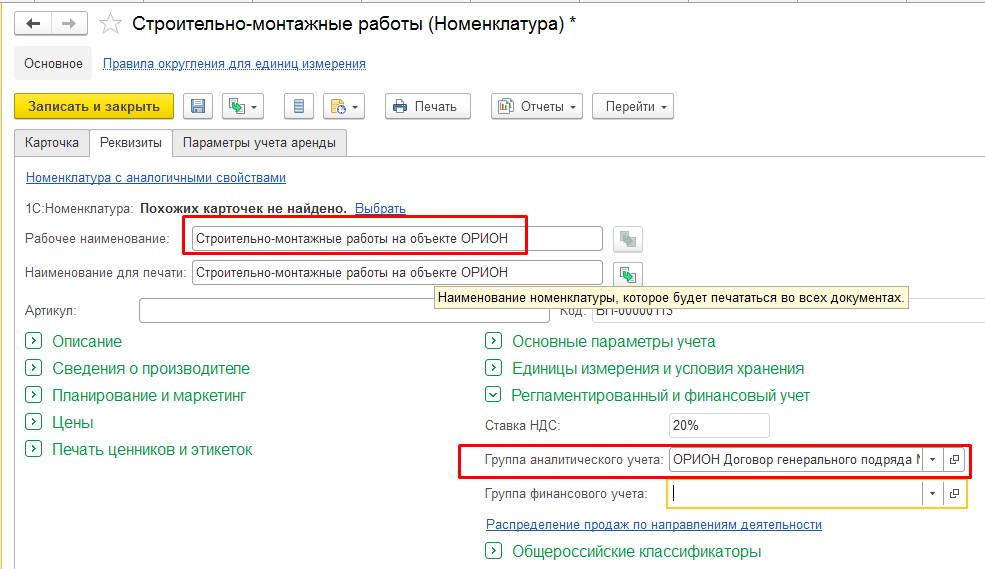 Строительно-монтажные работы (Номенклатура) *
Основное Правила округления для единиц измерения
Записать и закрыть Печать Отчеты Перейти
Карточка Реквизиты Параметры учета аренды
Номенклатура с аналогичными свойствами
1С:Номенклатура: Похожих карточек не найдено. Выбрать
Рабочее наименование: Строительно-монтажные работы на объекте ОРИОН
Наименование для печати: Строительно-монтажные работы на объекте ОРИОН
Наименование номенклатуры, которое будет печататься во всех документах.
Артикул: Код: БП-00000113
Описание
Сведения о производителе
Планирование и маркетинг
Цены
Печать ценников и этикеток
Основные параметры учета
Единицы измерения и условия хранения
Регламентированный и финансовый учет
Ставка НДС: 20%
Группа аналитического учета: ОРИОН Договор генерального подряда
Группа финансового учета:
Распределение продаж по направлениям деятельности
Общероссийские классификаторы